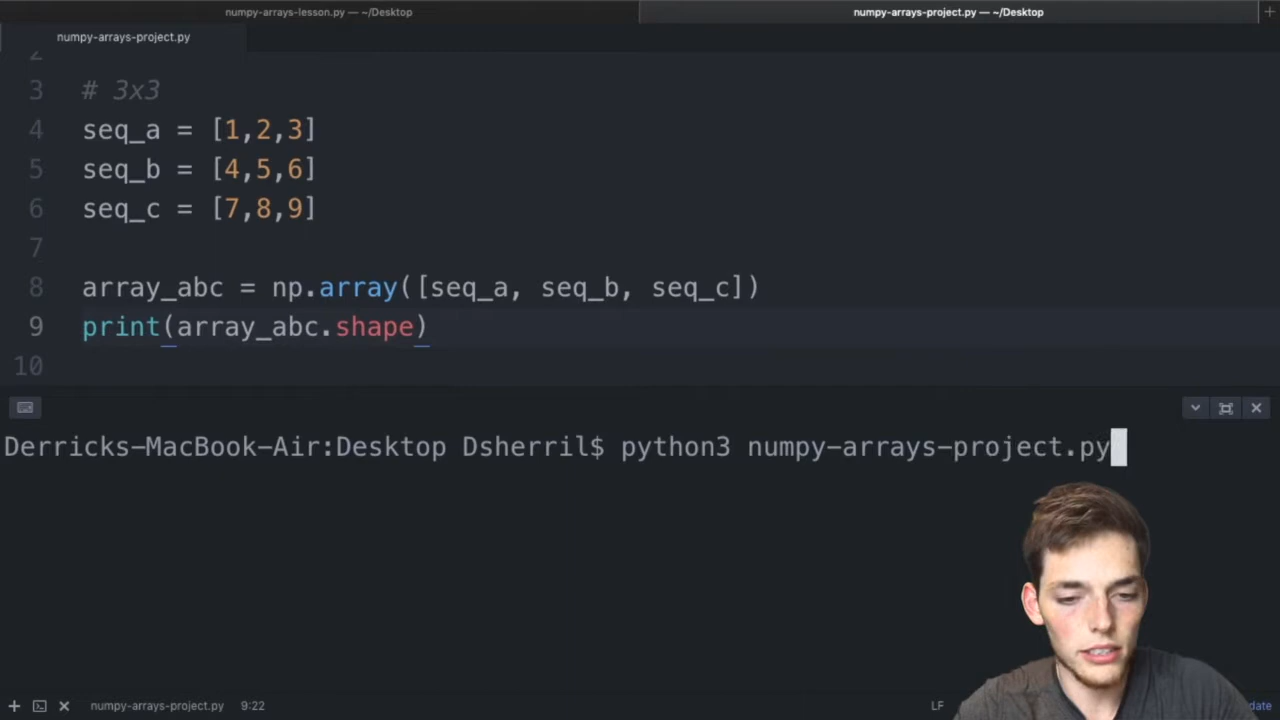 numpy-arrays-lesson.py — ~/Desktop
numpy-arrays-project.py — ~/Desktop
numpy-arrays-project.py
2
3 # 3x3
4 seq_a = [1,2,3]
5 seq_b = [4,5,6]
6 seq_c = [7,8,9]
7
8 array_abc = np.array([seq_a, seq_b, seq_c])
9 print(array_abc.shape)
10
Derricks-MacBook-Air:Desktop Dsherril$ python3 numpy-arrays-project.py
numpy-arrays-project.py 9:22 LF